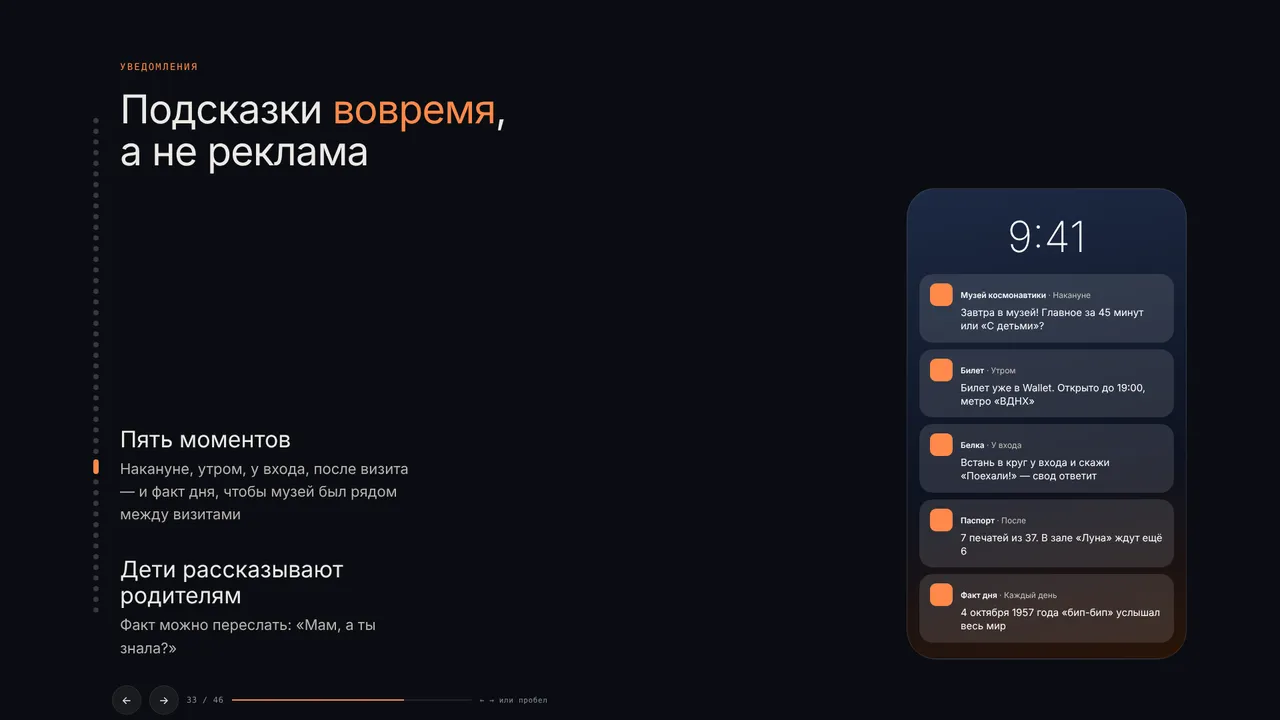 УВЕДОМЛЕНИЯ
Подсказки вовремя,
а не реклама
Пять моментов
Накануне, утром, у входа, после визита
— и факт дня, чтобы музей был рядом
между визитами
Дети рассказывают
родителям
Факт можно переслать: «Мам, а ты
знала?»
9:41
Музей космонавтики · Накануне
Завтра в музей! Главное за 45 минут
или «С детьми»?
Билет · Утром
Билет уже в Wallet. Открыто до 19:00,
метро «ВДНХ»
Белка · У входа
Встань в круг у входа и скажи
«Поехали!» — свод ответит
Паспорт · После
7 печатей из 37. В зале «Луна» ждут ещё
6
Факт дня · Каждый день
4 октября 1957 года «бип-бип» услышал
весь мир
← → 33 / 46 ← → или пробел